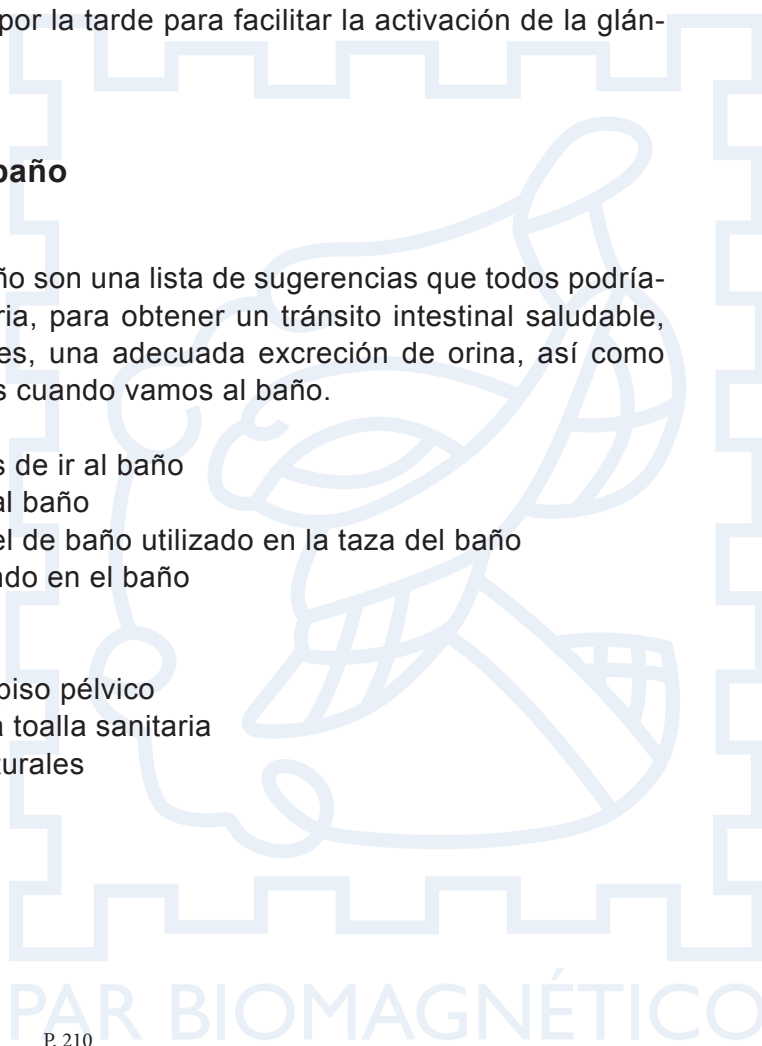 por la tarde para facilitar la activación de la glán-
baño
ño son una lista de sugerencias que todos podría-
ria, para obtener un tránsito intestinal saludable,
es, una adecuada excreción de orina, así como
s cuando vamos al baño.
s de ir al baño
al baño
el de baño utilizado en la taza del baño
ndo en el baño
piso pélvico
a toalla sanitaria
turales
PAR BIOMAGNÉTICO
P. 210